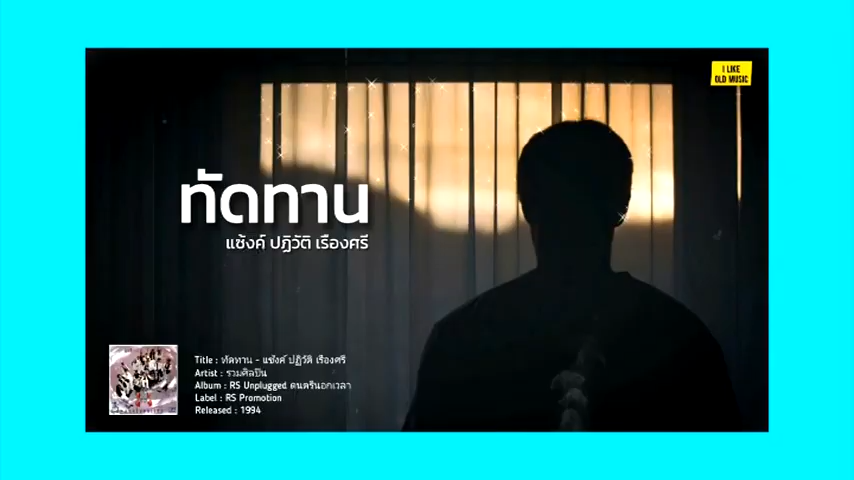 I LIKE
OLD MUSIC
ทัดทาน
แซ้งค์ ปฏิวัติ เรืองศรี
Title : ทัดทาน - แซ้งค์ ปฏิวัติ เรืองศรี
Artist : รวมศิลปิน
Album : RS Unplugged ดนตรีนอกเวลา
Label : RS Promotion
Released : 1994